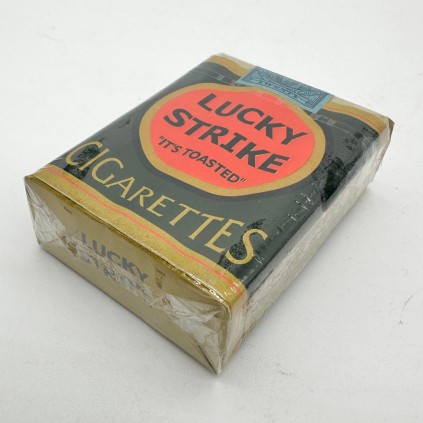 LUCKY
STRIKE
"IT'S TOASTED"
CIGARETTES
LUCKY
STRIKE